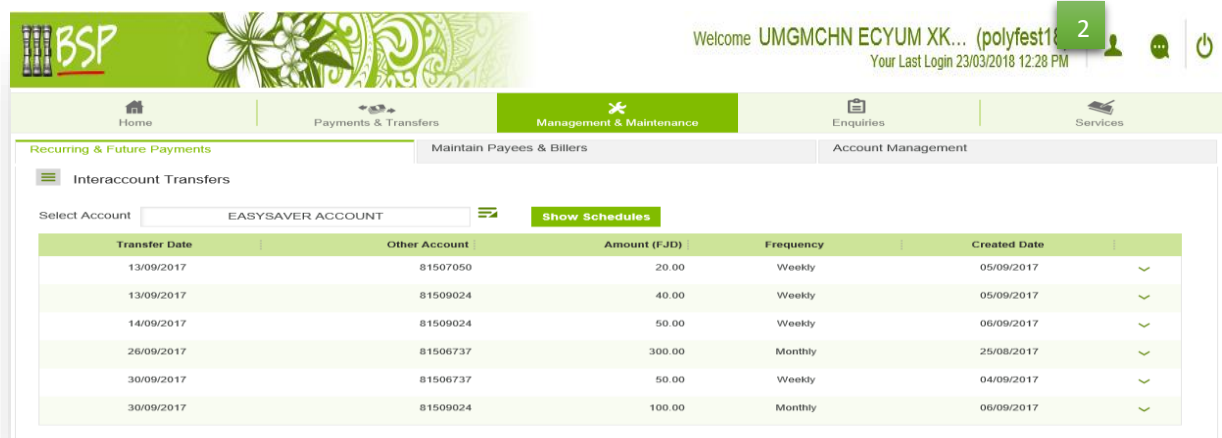 BSP
Welcome UMGMCHN ECYUM XK... (polyfest18
2
Your Last Login 23/03/2018 12:28 PM
Home Payments & Transfers Management & Maintenance Enquiries Services
Recurring & Future Payments Maintain Payees & Billers Account Management
Interaccount Transfers
Select Account EASYSAVER ACCOUNT Show Schedules
Transfer Date Other Account Amount (FJD) Frequency Created Date
13/09/2017 81507050 20.00 Weekly 05/09/2017
13/09/2017 81509024 40.00 Weekly 05/09/2017
14/09/2017 81509024 50.00 Weekly 06/09/2017
26/09/2017 81506737 300.00 Monthly 25/08/2017
30/09/2017 81506737 50.00 Weekly 04/09/2017
30/09/2017 81509024 100.00 Monthly 06/09/2017